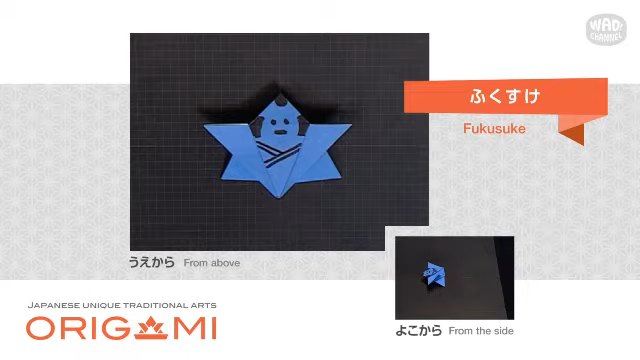 WAO!
CHANNEL
ふくすけ
Fukusuke
うえから From above
よこから From the side
JAPANESE UNIQUE TRADITIONAL ARTS
ORIGAMI